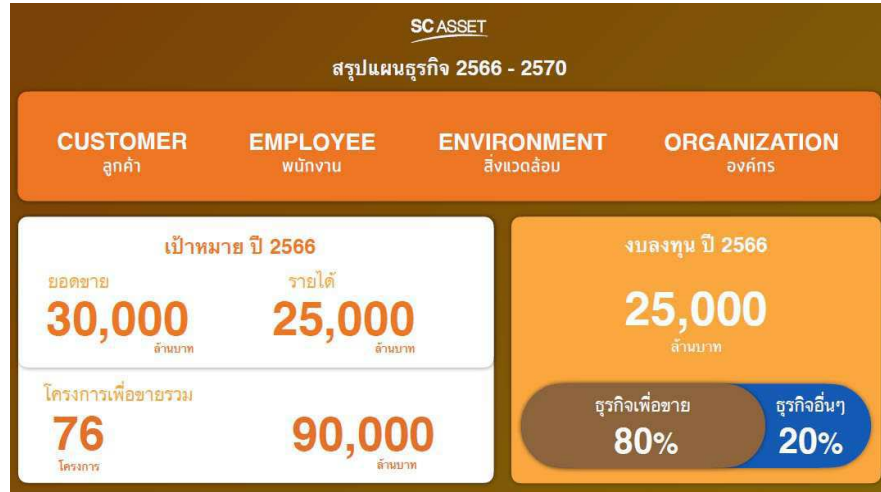 SC ASSET
สรุปแผนธุรกิจ 2566 - 2570
CUSTOMER
ลูกค้า
EMPLOYEE
พนักงาน
ENVIRONMENT
สิ่งแวดล้อม
ORGANIZATION
องค์กร
เป้าหมาย ปี 2566
ยอดขาย
30,000
ล้านบาท
รายได้
25,000
ล้านบาท
โครงการเพื่อขายรวม
76
โครงการ
90,000
ล้านบาท
งบลงทุน ปี 2566
25,000
ล้านบาท
ธุรกิจเพื่อขาย
80%
ธุรกิจอื่นๆ
20%